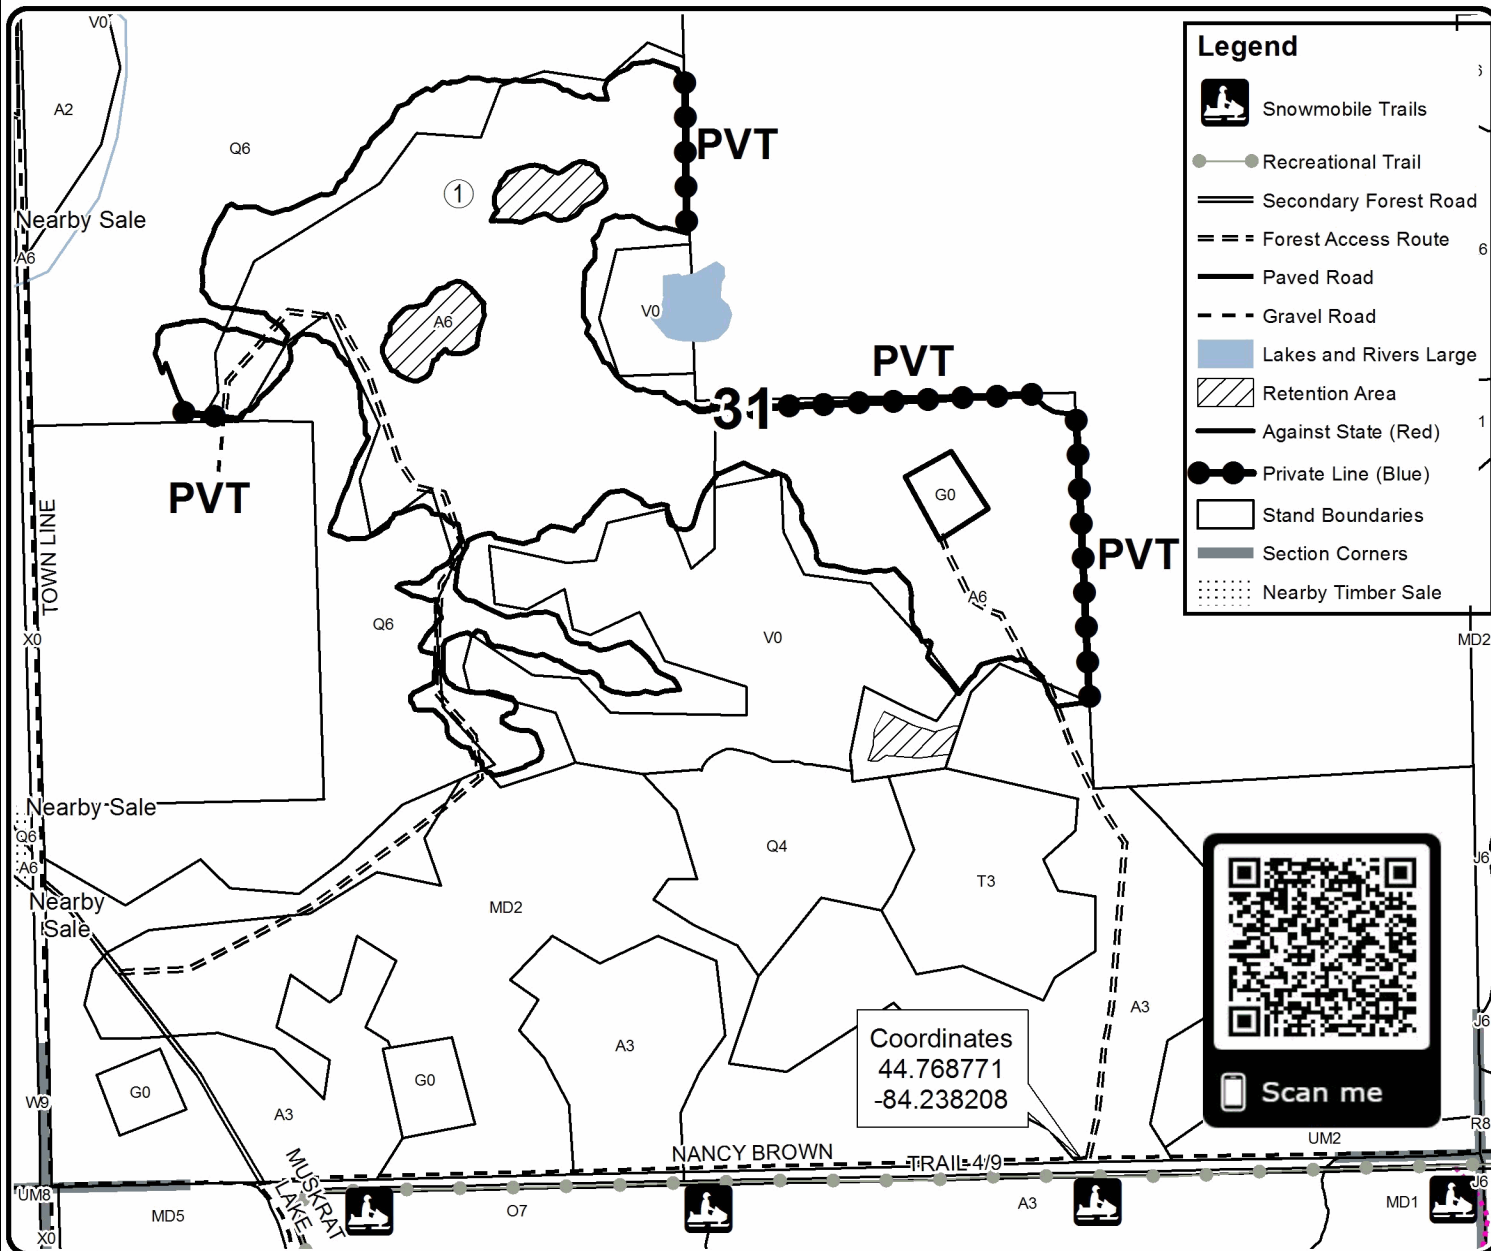 V0
A2
Q6
Nearby Sale
A6
1
PVT
A6
V0
PVT
31
PVT
TOWN LINE
G0
PVT
A6
X0
Q6
V0
MD2
Nearby Sale
Q6
A6
Nearby
Sale
MD2
Q4
T3
A3
G0
G0
A3
A3
W9
Coordinates
44.768771
-84.238208
NANCY BROWN
TRAIL 4/9
MUSKRAT
LAKE
UM8
MD5
O7
A3
UM2
MD1
X0
J6
J6
R8
J6
Legend
Snowmobile Trails
Recreational Trail
Secondary Forest Road
Forest Access Route
Paved Road
Gravel Road
Lakes and Rivers Large
Retention Area
Against State (Red)
Private Line (Blue)
Stand Boundaries
Section Corners
Nearby Timber Sale
Scan me